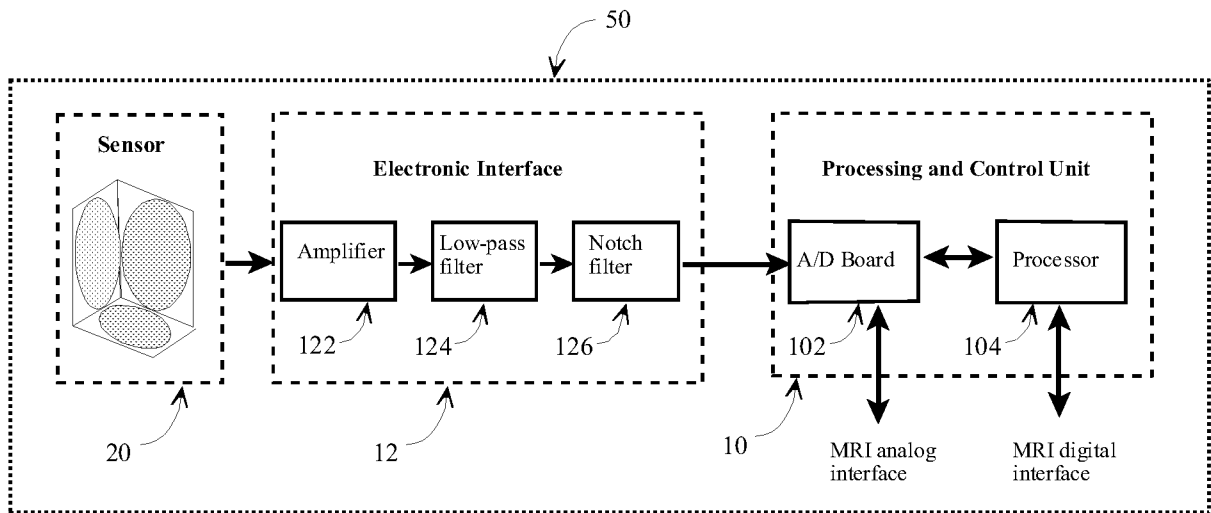 50
Sensor
Electronic Interface
Processing and Control Unit
Amplifier
Low-pass
filter
Notch
filter
A/D Board
Processor
122
124
126
102
104
20
12
10
MRI analog
interface
MRI digital
interface